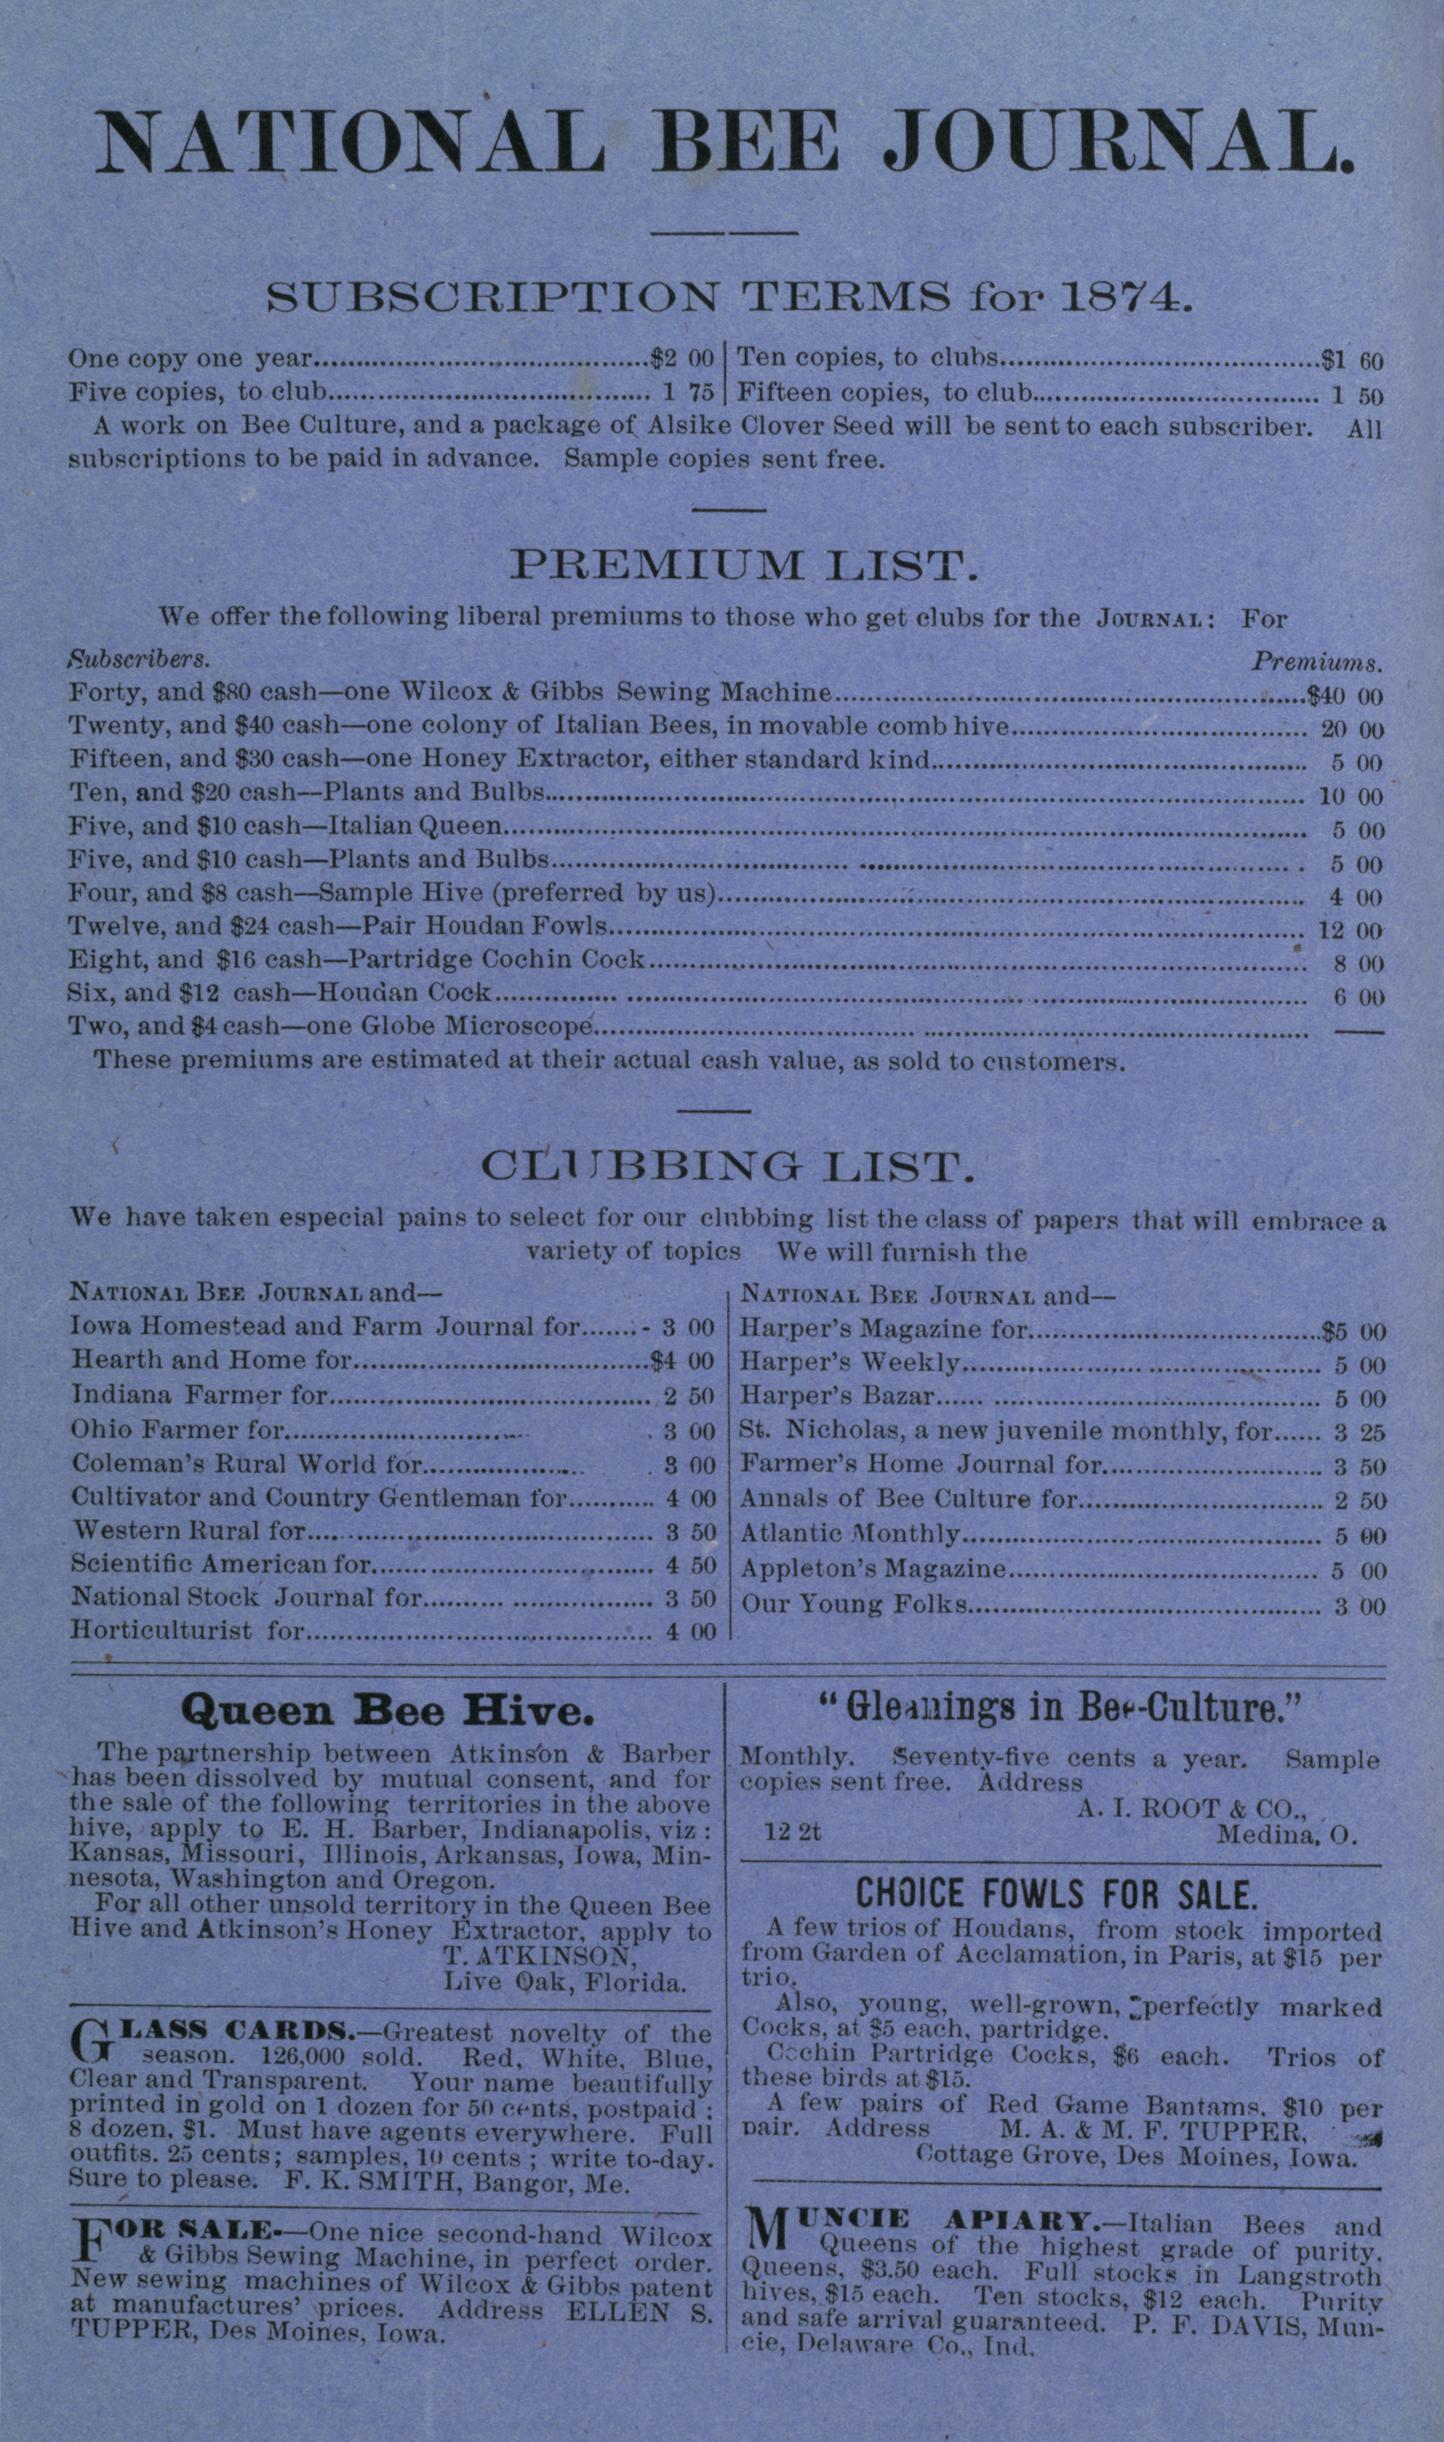 NATIONAL BEE JOURNAL.
SUBSCRIPTION TERMS for 1874.
One copy one year........................................$2 00
Five copies, to club....................................... 1 75
Ten copies, to clubs.......................................$1 60
Fifteen copies, to club................................... 1 50
A work on Bee Culture, and a package of Alsike Clover Seed will be sent to each subscriber. All
subscriptions to be paid in advance. Sample copies sent free.
PREMIUM LIST.
We offer the following liberal premiums to those who get clubs for the JOURNAL: For
Subscribers. Premiums.
Forty, and $80 cash—one Wilcox & Gibbs Sewing Machine..........................................................$40 00
Twenty, and $40 cash—one colony of Italian Bees, in movable comb hive.................................... 20 00
Fifteen, and $30 cash—one Honey Extractor, either standard kind.............................................. 5 00
Ten, and $20 cash—Plants and Bulbs............................................................................................ 10 00
Five, and $10 cash—Italian Queen................................................................................................. 5 00
Five, and $10 cash—Plants and Bulbs.................................... ..................................................... . 5 00
Four, and $8 cash—Sample Hive (preferred by us)....................................................................... 4 00
Twelve, and $24 cash—Pair Houdan Fowls..................................................................................... 12 00
Eight, and $16 cash—Partridge Cochin Cock................................................................................ 8 00
Six, and $12 cash—Houdan Cock............... ................................................................................... 6 00
Two, and $4 cash—one Globe Microscope....................................... ............................................... ——
These premiums are estimated at their actual cash value, as sold to customers.
CLUBBING LIST.
We have taken especial pains to select for our clubbing list the class of papers that will embrace a
variety of topics We will furnish the
NATIONAL BEE JOURNAL and—
Iowa Homestead and Farm Journal for.......- 3 00
Hearth and Home for....................................$4 00
Indiana Farmer for....................................... 2 50
Ohio Farmer for............................. . 3 00
Coleman's Rural World for.................... . 3 00
Cultivator and Country Gentleman for........... 4 00
Western Rural for.......................................... 3 50
Scientific American for.................................. 4 50
National Stock Journal for.......... ................. 3 50
Horticulturist for.......................................... 4 00
NATIONAL BEE JOURNAL and—
Harper's Magazine for....................................$5 00
Harper's Weekly............................................ 5 00
Harper's Bazar...... ........................................ 5 00
St. Nicholas, a new juvenile monthly, for...... 3 25
Farmer's Home Journal for........................... 3 50
Annals of Bee Culture for.............................. 2 50
Atlantic Monthly............................................ 5 00
Appleton's Magazine...................................... 5 00
Our Young Folks........................................... 3 00
Queen Bee Hive.
The partnership between Atkinson & Barber
has been dissolved by mutual consent, and for
the sale of the following territories in the above
hive, apply to E. H. Barber, Indianapolis, viz:
Kansas, Missouri, Illinois, Arkansas, Iowa, Min-
nesota, Washington and Oregon.
For all other unsold territory in the Queen Bee
Hive and Atkinson's Honey Extractor, apply to
T. ATKINSON,
Live Oak, Florida.
GLASS CARDS.—Greatest novelty of the
season. 126,000 sold. Red, White, Blue,
Clear and Transparent. Your name beautifully
printed in gold on 1 dozen for 50 cents, postpaid;
8 dozen, $1. Must have agents everywhere. Full
outfits. 25 cents; samples, 10 cents; write to-day.
Sure to please. F. K. SMITH, Bangor, Me.
FOR SALE.—One nice second-hand Wilcox
& Gibbs Sewing Machine, in perfect order.
New sewing machines of Wilcox & Gibbs patent
at manufactures' prices. Address ELLEN S.
TUPPER, Des Moines, Iowa.
"Gleanings in Bee-Culture."
Monthly. Seventy-five cents a year. Sample
copies sent free. Address
A. I. ROOT & CO.,
12 2t Medina, O.
CHOICE FOWLS FOR SALE.
A few trios of Houdans, from stock imported
from Garden of Acclamation, in Paris, at $15 per
trio.
Also, young, well-grown, perfectly marked
Cocks, at $5 each, partridge.
Cochin Partridge Cocks, $6 each. Trios of
these birds at $15.
A few pairs of Red Game Bantams, $10 per
pair. Address M. A. & M. F. TUPPER,
Cottage Grove, Des Moines, Iowa.
MUNCIE APIARY.—Italian Bees and
Queens of the highest grade of purity.
Queens, $3.50 each. Full stocks in Langstroth
hives, $15 each. Ten stocks, $12 each. Purity
and safe arrival guaranteed. P. F. DAVIS, Mun-
cie, Delaware Co., Ind.